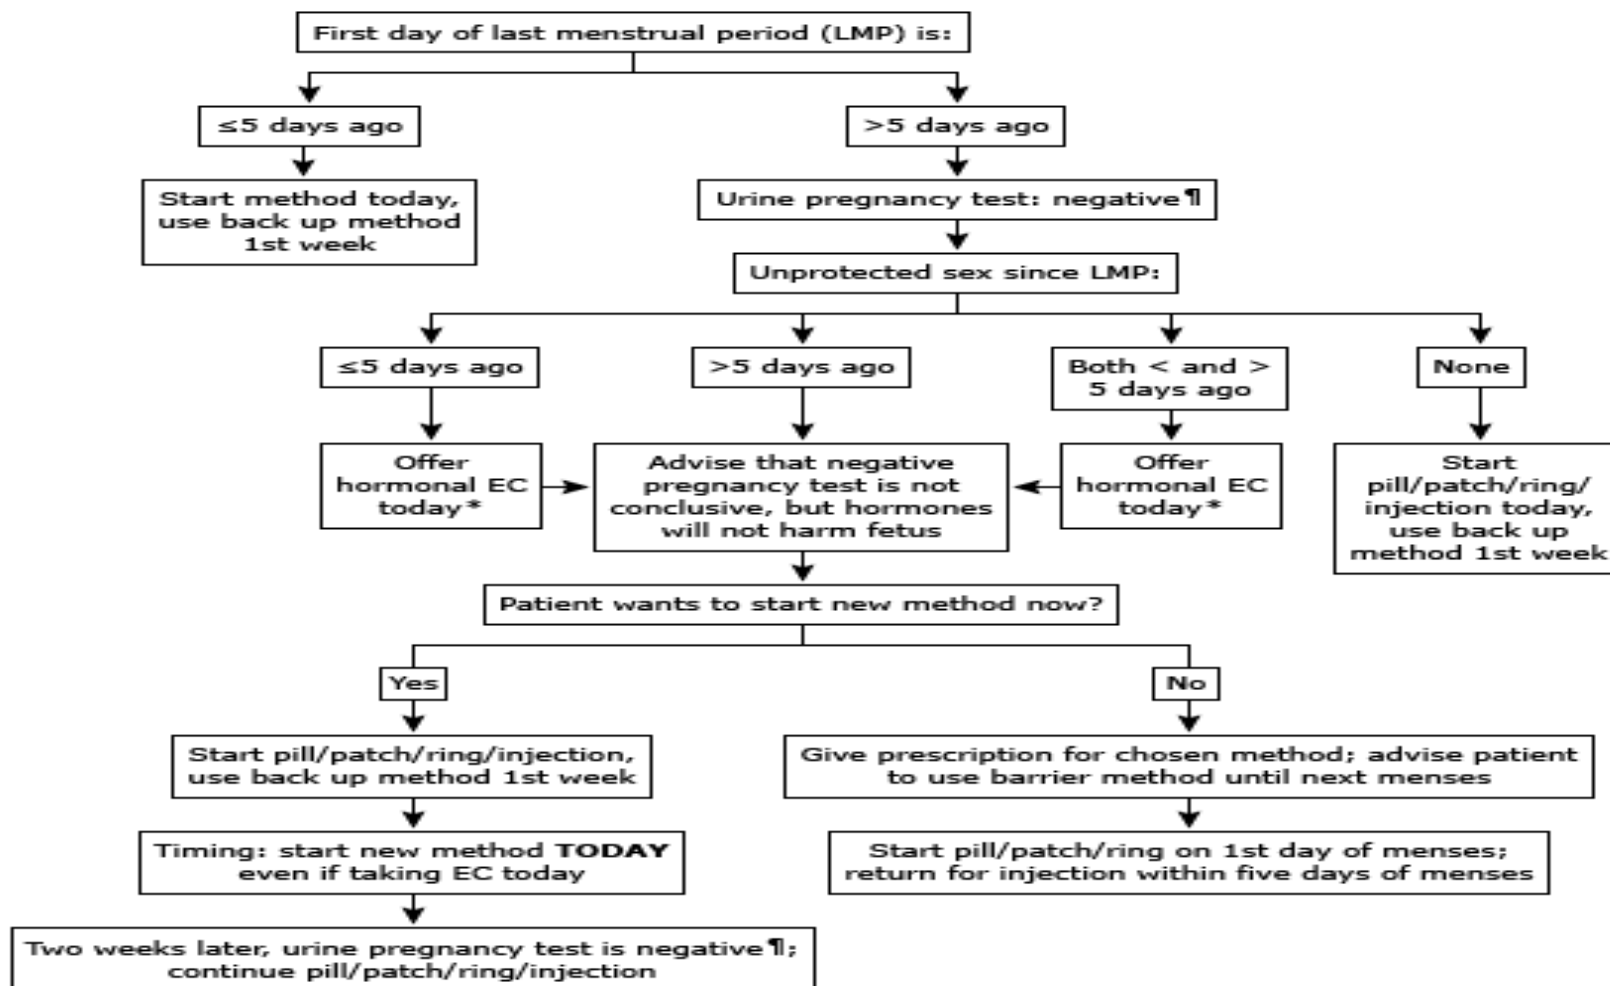 First day of last menstrual period (LMP) is:
≤5 days ago
>5 days ago
Start method today,
use back up method
1st week
Urine pregnancy test: negative¶
Unprotected sex since LMP:
≤5 days ago
>5 days ago
Both < and >
5 days ago
None
Offer
hormonal EC
today*
Advise that negative
pregnancy test is not
conclusive, but hormones
will not harm fetus
Offer
hormonal EC
today*
Start
pill/patch/ring/
injection today,
use back up
method 1st week
Patient wants to start new method now?
Yes
No
Start pill/patch/ring/injection,
use back up method 1st week
Give prescription for chosen method; advise patient
to use barrier method until next menses
Timing: start new method TODAY
even if taking EC today
Start pill/patch/ring on 1st day of menses;
return for injection within five days of menses
Two weeks later, urine pregnancy test is negative¶;
continue pill/patch/ring/injection